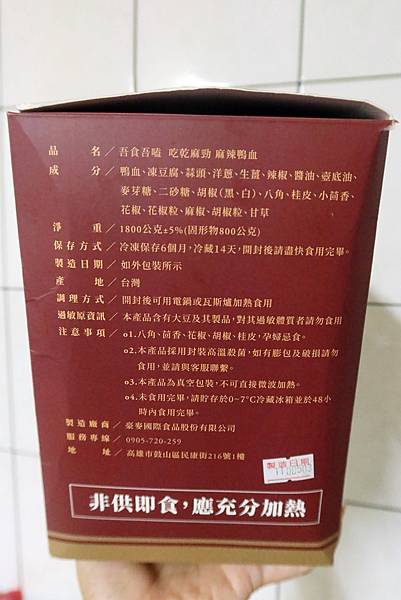 品 名／吾食吾嗑 吃乾麻勁 麻辣鴨血
成 分／鴨血、凍豆腐、蒜頭、洋蔥、生薑、辣椒、醬油、壺底油、
麥芽糖、二砂糖、胡椒(黑、白)、八角、桂皮、小茴香、
花椒、花椒粒、麻椒、胡椒粒、甘草
淨 重／1800公克±5%(固形物800公克)
保存方式／冷凍保存6個月，冷藏14天，開封後請盡快食用完畢。
製造日期／如外包裝所示
產 地／台灣
調理方式／開封後可用電鍋或瓦斯爐加熱食用
過敏原資訊／本產品含有大豆及其製品，對其過敏體質者請勿食用
注意事項／01.八角、茴香、花椒、胡椒、桂皮，孕婦忌食。
02.本產品採用封裝高溫殺菌，如有膨包及破損請勿
食用，並請與客服聯繫。
03.本產品為真空包裝，不可直接微波加熱。
04.未食用完畢，請貯存於0~7°C冷藏冰箱並於48小
時內食用完畢。
製造廠商／豪麥國際食品股份有限公司
服務專線／0905-720-259
地 址／高雄市鼓山區民康街216號1樓
製造日期
非供即食，應充分加熱